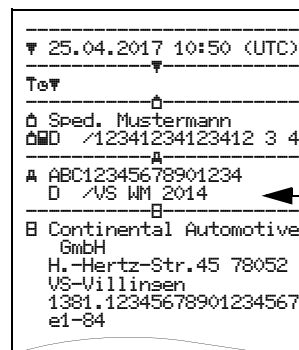 ▼ 25.04.2017 10:50 (UTC)
T⊙▼
Sped. Mustermann
D /12341234123412 3 4
A ABC12345678901234
D /VS WM 2014
Continental Automotive
GmbH
H.-Hertz-Str.45 78052
VS-Villingen
1381.12345678901234567
e1-84